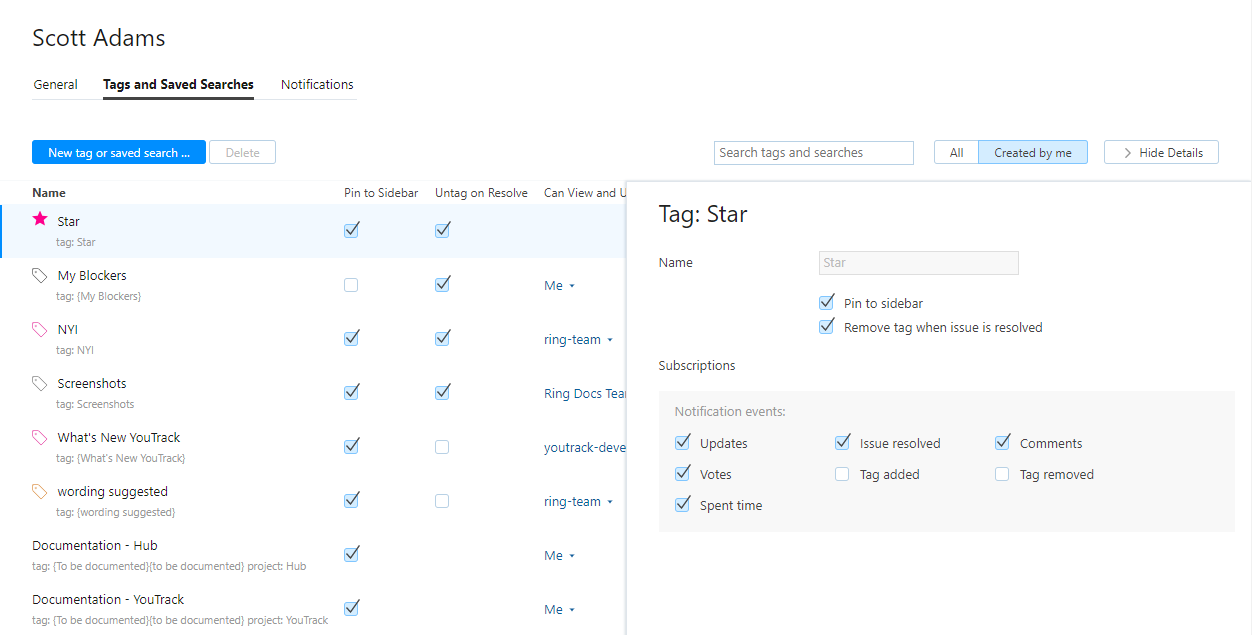 Scott Adams
General Tags and Saved Searches Notifications
New tag or saved search ... Delete Search tags and searches All Created by me Hide Details
Name Pin to Sidebar Untag on Resolve Can View and U
Star
tag: Star
My Blockers
tag: {My Blockers}
Me
NYI
tag: NYI
ring-team
Screenshots
tag: Screenshots
Ring Docs Tea
What's New YouTrack
tag: {What's New YouTrack}
youtrack-deve
wording suggested
tag: {wording suggested}
ring-team
Documentation - Hub
tag: {To be documented}{to be documented} project: Hub
Me
Documentation - YouTrack
tag: {To be documented}{to be documented} project: YouTrack
Me
Tag: Star
Name Star
Pin to sidebar
Remove tag when issue is resolved
Subscriptions
Notification events:
Updates Issue resolved Comments
Votes Tag added Tag removed
Spent time